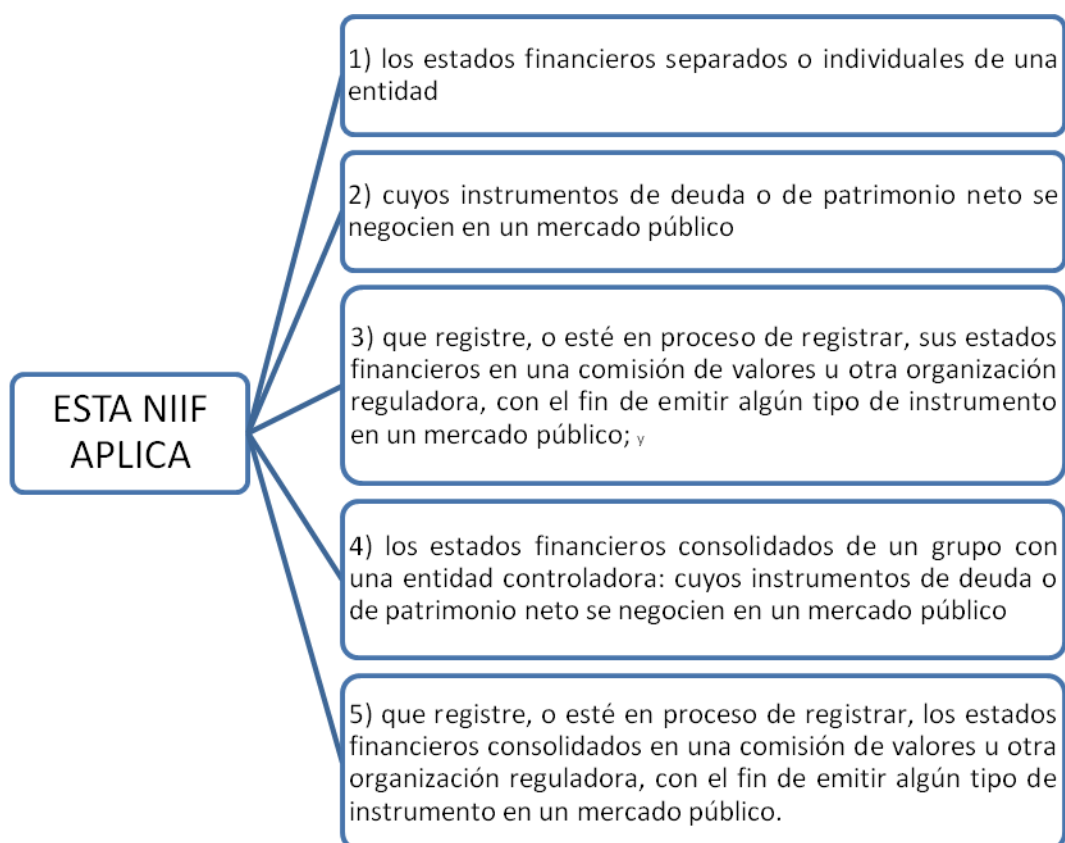 ESTA NIIF
APLICA
1) los estados financieros separados o individuales de una
entidad
2) cuyos instrumentos de deuda o de patrimonio neto se
negocien en un mercado público
3) que registre, o esté en proceso de registrar, sus estados
financieros en una comisión de valores u otra organización
reguladora, con el fin de emitir algún tipo de instrumento
en un mercado público; y
4) los estados financieros consolidados de un grupo con
una entidad controladora: cuyos instrumentos de deuda o
de patrimonio neto se negocien en un mercado público
5) que registre, o esté en proceso de registrar, los estados
financieros consolidados en una comisión de valores u otra
organización reguladora, con el fin de emitir algún tipo de
instrumento en un mercado público.